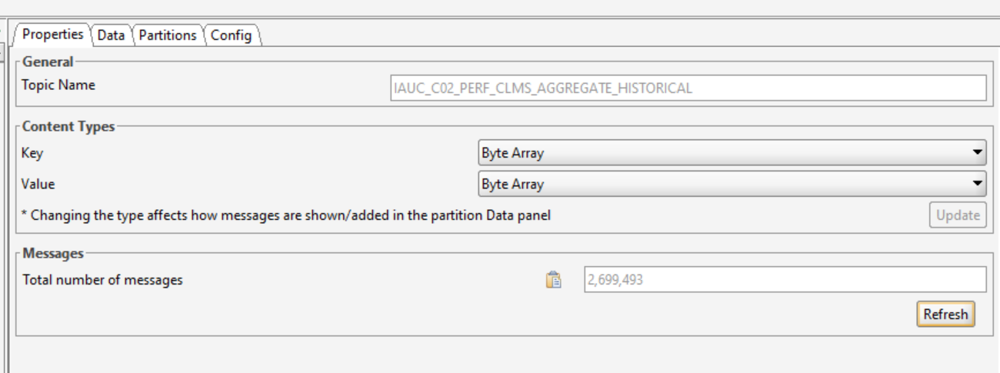 Properties Data Partitions Config
General
Topic Name IAUC_C02_PERF_CLMS_AGGREGATE_HISTORICAL
Content Types
Key Byte Array
Value Byte Array
* Changing the type affects how messages are shown/added in the partition Data panel Update
Messages
Total number of messages 2,699,493
Refresh